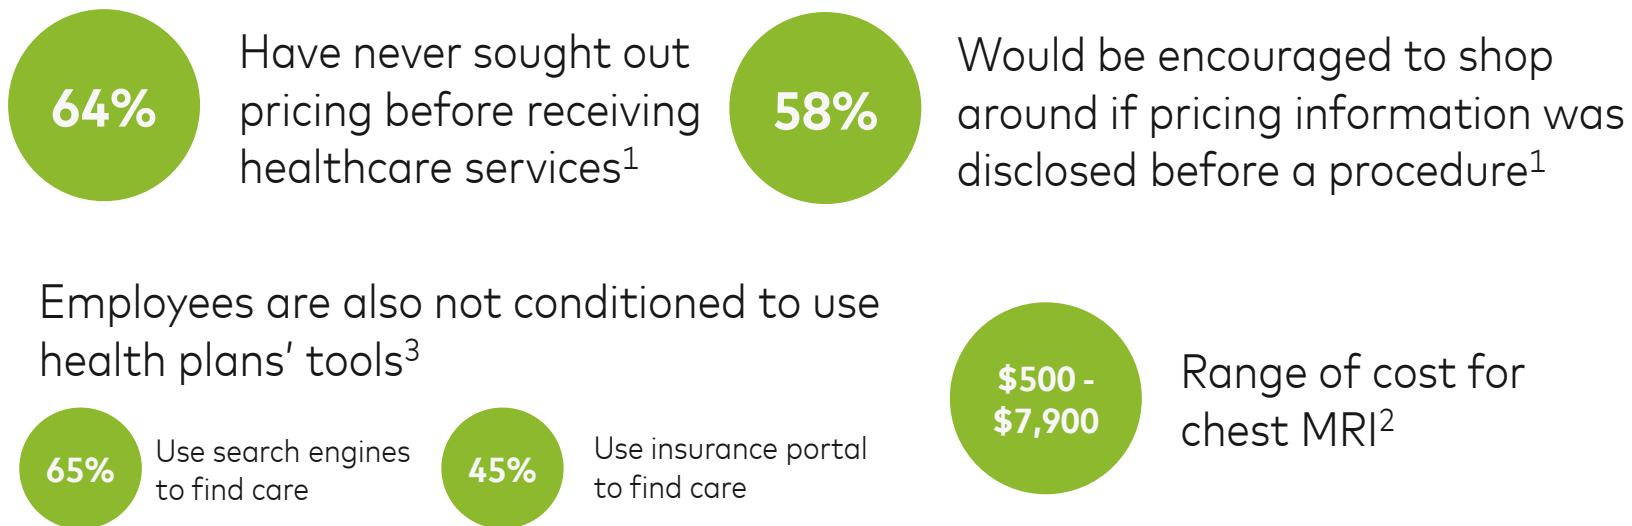 64%
Have never sought out
pricing before receiving
healthcare services1
58%
Would be encouraged to shop
around if pricing information was
disclosed before a procedure1
Employees are also not conditioned to use
health plans’ tools3
65%
Use search engines
to find care
45%
Use insurance portal
to find care
$500 -
$7,900
Range of cost for
chest MRI2